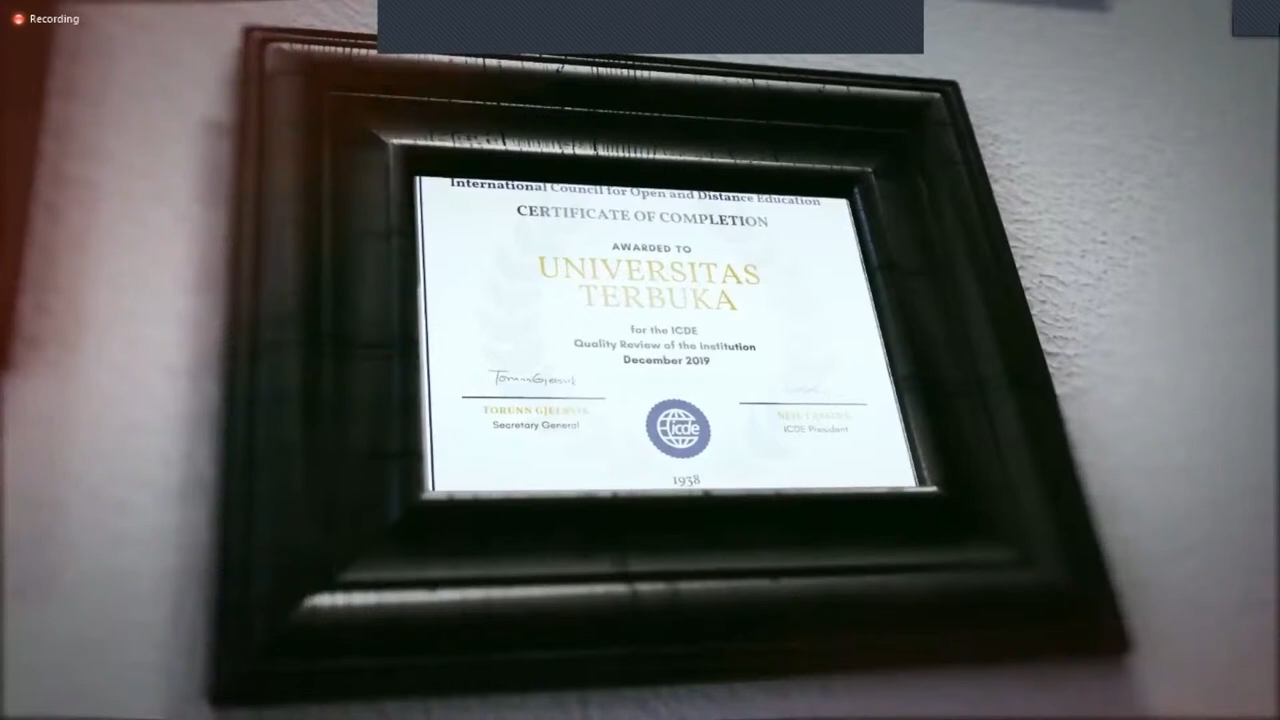 Recording
International Council for Open and Distance Education
CERTIFICATE OF COMPLETION
AWARDED TO
UNIVERSITAS
TERBUKA
for the ICDE
Quality Review of the institution
December 2019
TORUNN GJELSVIK
Secretary General
ICDE President
icde
1938